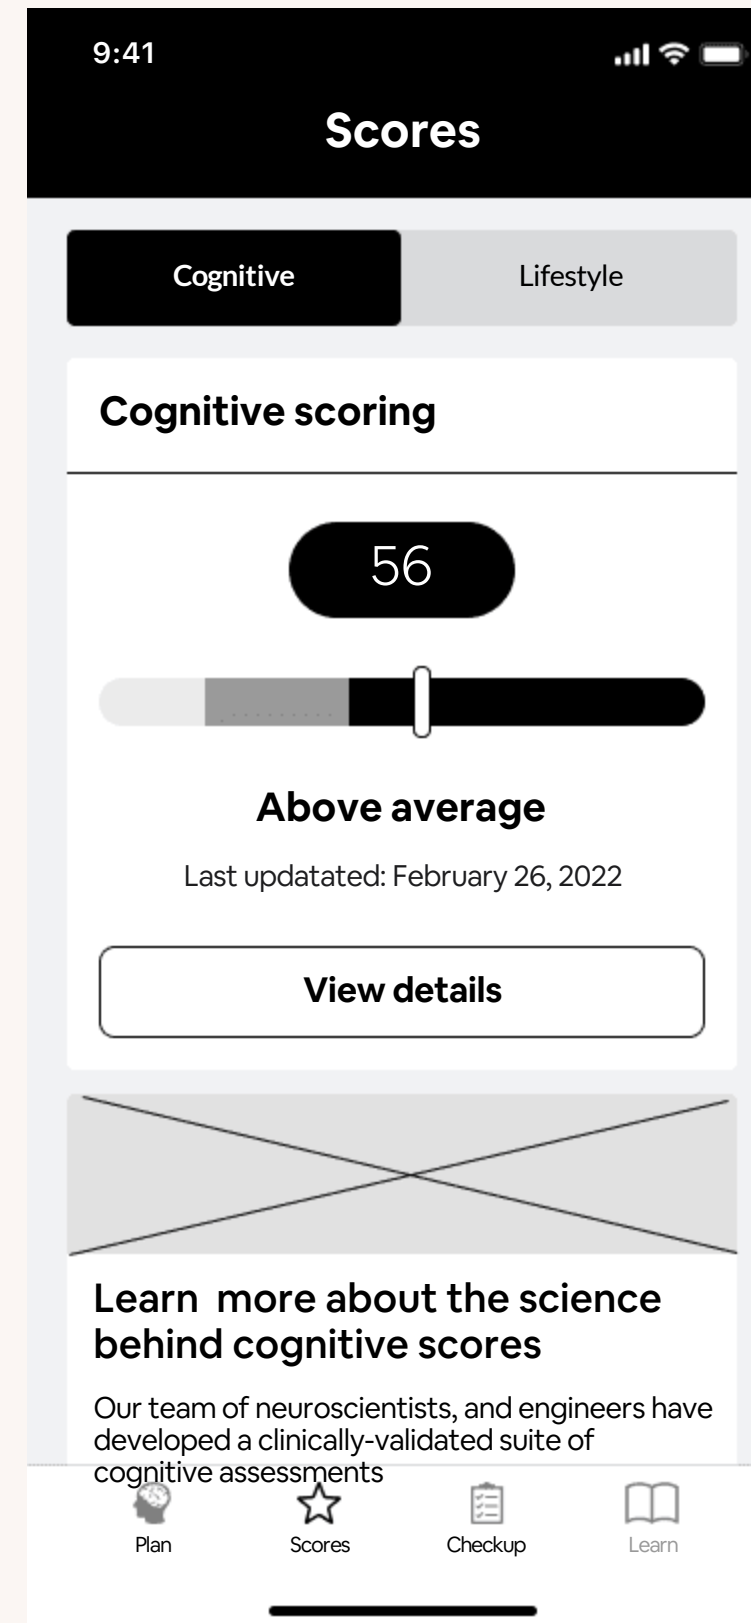 9:41
Scores
Cognitive
Lifestyle
Cognitive scoring
56
Above average
Last updatated: February 26, 2022
View details
Learn  more about the science
behind cognitive scores
Our team of neuroscientists, and engineers have
developed a clinically-validated suite of
cognitive assessments
Plan
Scores
Checkup
Learn